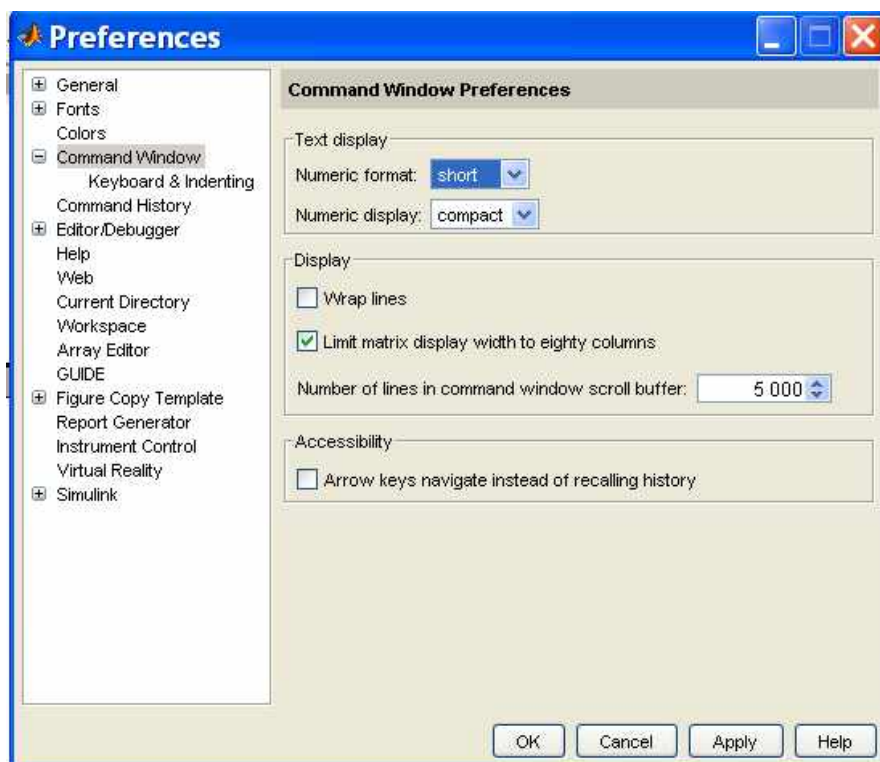 Preferences
General
Fonts
Colors
Command Window
Keyboard & Indenting
Command History
Editor/Debugger
Help
Web
Current Directory
Workspace
Array Editor
GUIDE
Figure Copy Template
Report Generator
Instrument Control
Virtual Reality
Simulink
Command Window Preferences
Text display
Numeric format: short
Numeric display: compact
Display
Wrap lines
Limit matrix display width to eighty columns
Number of lines in command window scroll buffer: 5 000
Accessibility
Arrow keys navigate instead of recalling history
OK Cancel Apply Help